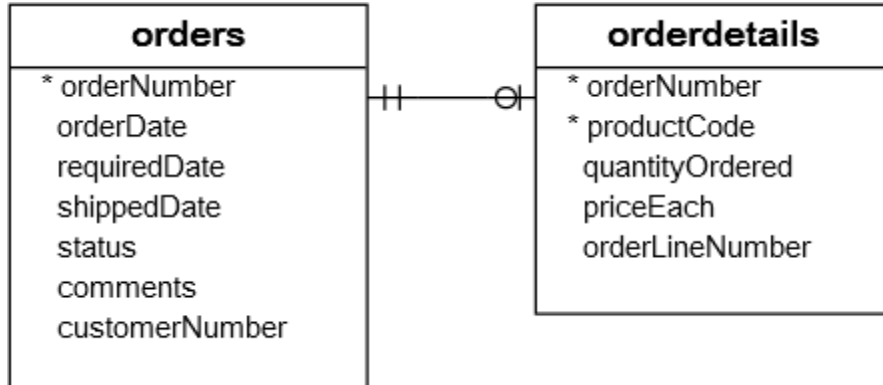 orders
* orderNumber
orderDate
requiredDate
shippedDate
status
comments
customerNumber
orderdetails
* orderNumber
* productCode
quantityOrdered
priceEach
orderLineNumber